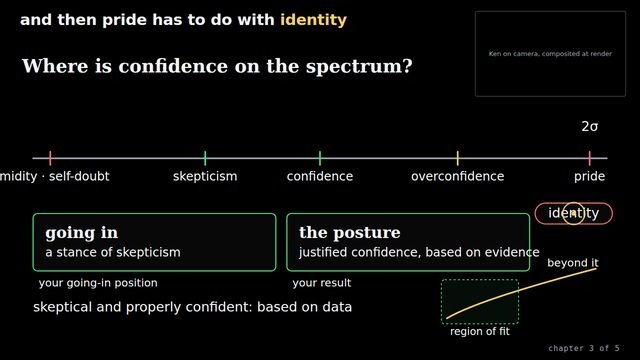 and then pride has to do with identity
Ken on camera, composited at render
Where is confidence on the spectrum?
2σ
midity · self-doubt
skepticism
confidence
overconfidence
pride
identity
going in
a stance of skepticism
the posture
justified confidence, based on evidence
beyond it
your going-in position
your result
skeptical and properly confident: based on data
region of fit
chapter 3 of 5